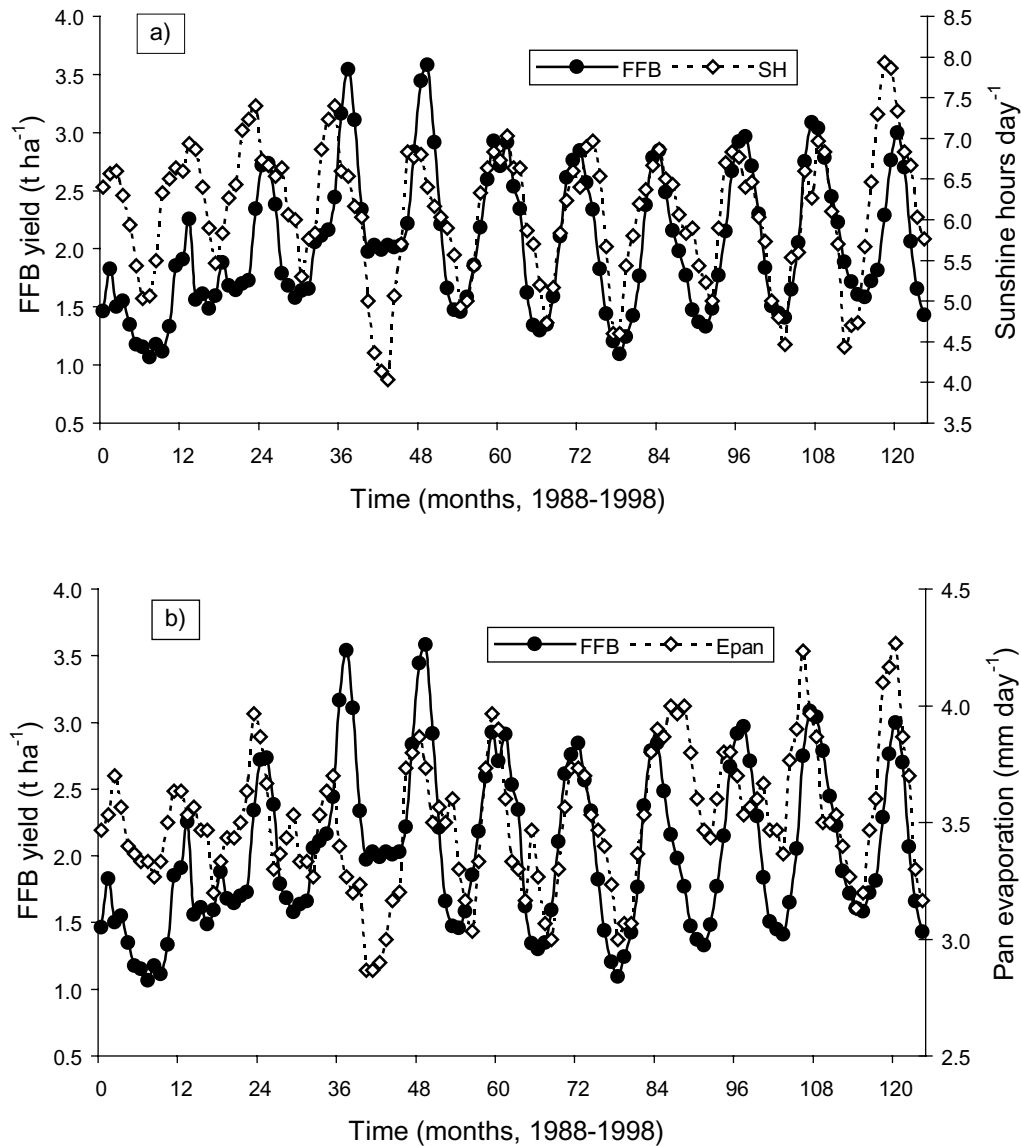 a)
FFB SH
4.0
3.5
3.0
2.5
2.0
1.5
1.0
0.5
FFB yield (t ha-1)
8.5
8.0
7.5
7.0
6.5
6.0
5.5
5.0
4.5
4.0
3.5
Sunshine hours day-1
0 12 24 36 48 60 72 84 96 108 120
Time (months, 1988-1998)
b)
FFB Epan
4.0
3.5
3.0
2.5
2.0
1.5
1.0
0.5
FFB yield (t ha-1)
4.5
4.0
3.5
3.0
2.5
Pan evaporation (mm day-1)
0 12 24 36 48 60 72 84 96 108 120
Time (months, 1988-1998)